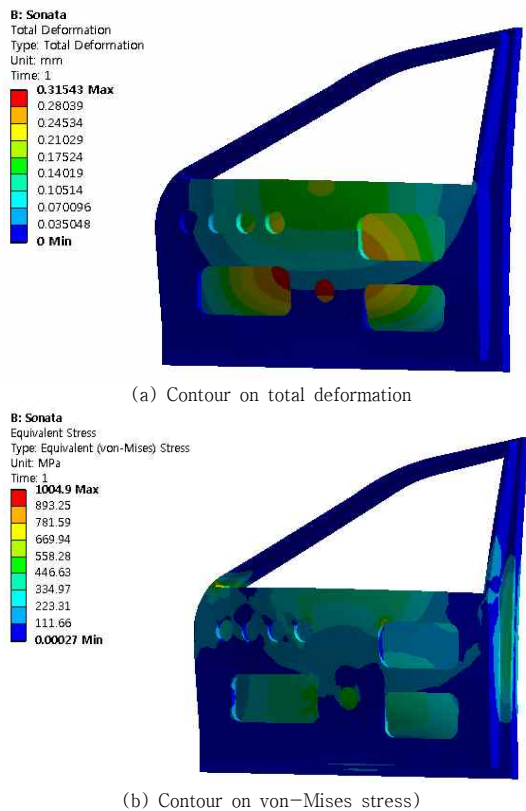 B: Sonata
Total Deformation
Type: Total Deformation
Unit: mm
Time: 1
0.31543 Max
0.28039
0.24534
0.21029
0.17524
0.14019
0.10514
0.070096
0.035048
0 Min
(a) Contour on total deformation
B: Sonata
Equivalent Stress
Type: Equivalent (von-Mises) Stress
Unit: MPa
Time: 1
1004.9 Max
893.25
781.59
669.94
558.28
446.63
334.97
223.31
111.66
0.00027 Min
(b) Contour on von-Mises stress)